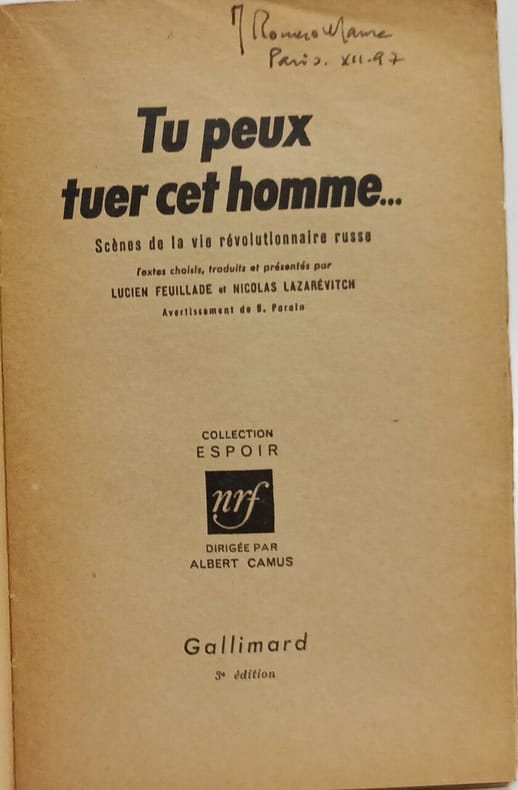 Romero Maura
Paris. XII.97
Tu peux
tuer cet homme...
Scènes de la vie révolutionnaire russe
Textes choisis, traduits et présentés par
LUCIEN FEUILLADE et NICOLAS LAZARÉVITCH
Avertissement de B. Parain
COLLECTION
ESPOIR
nrf
DIRIGÉE PAR
ALBERT CAMUS
Gallimard
3e édition